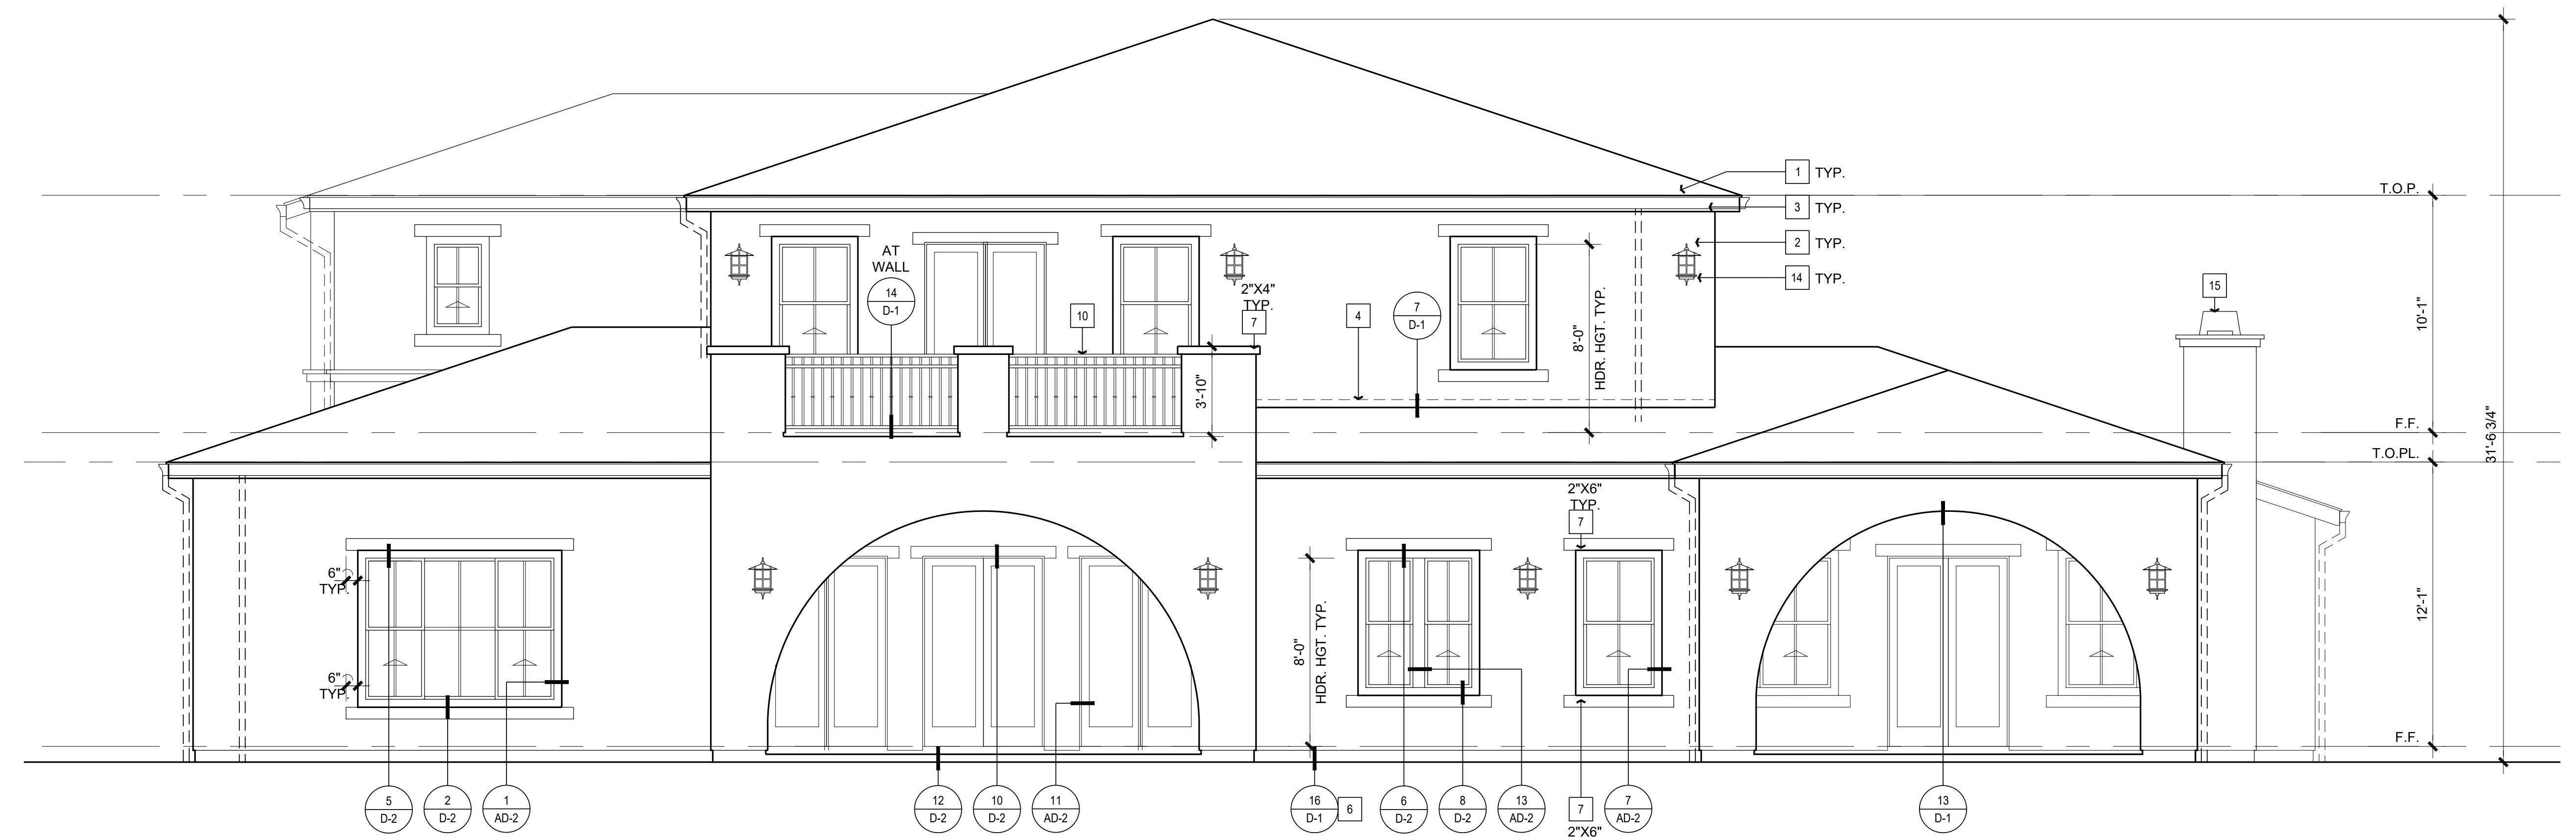 1 TYP.
T.O.P.
3 TYP.
2 TYP.
AT
WALL
14 TYP.
14
D-1
2"X4"
TYP.
7
10
4
7
D-1
15
8'-0"
HDR. HGT. TYP.
10'-1"
3'-10"
31'-6 3/4"
F.F.
T.O.PL.
2"X6"
TYP.
7
6"
TYP.
8'-0"
HDR. HGT. TYP.
12'-1"
6"
TYP.
F.F.
5
D-2
2
D-2
1
AD-2
12
D-2
10
D-2
11
AD-2
16
D-1
6
6
D-2
8
D-2
13
AD-2
7
2"X6"
7
AD-2
13
D-1